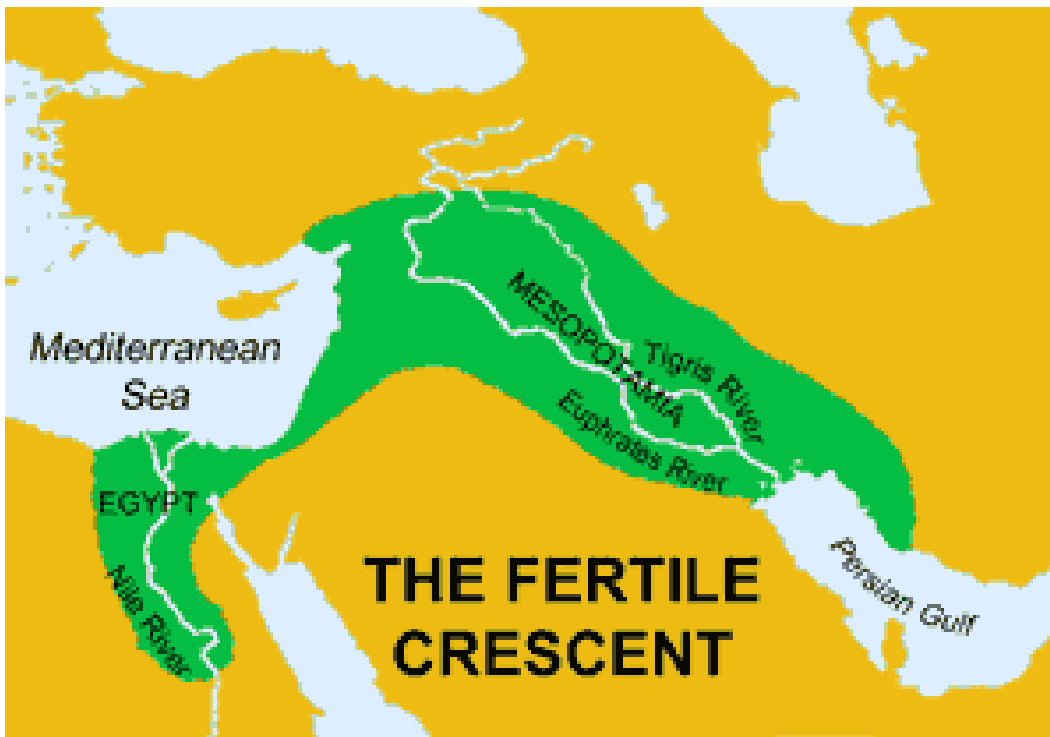 Mediterranean
Sea
MESOPOTAMIA
Tigris River
Euphrates River
EGYPT
Nile River
Persian Gulf
THE FERTILE
CRESCENT